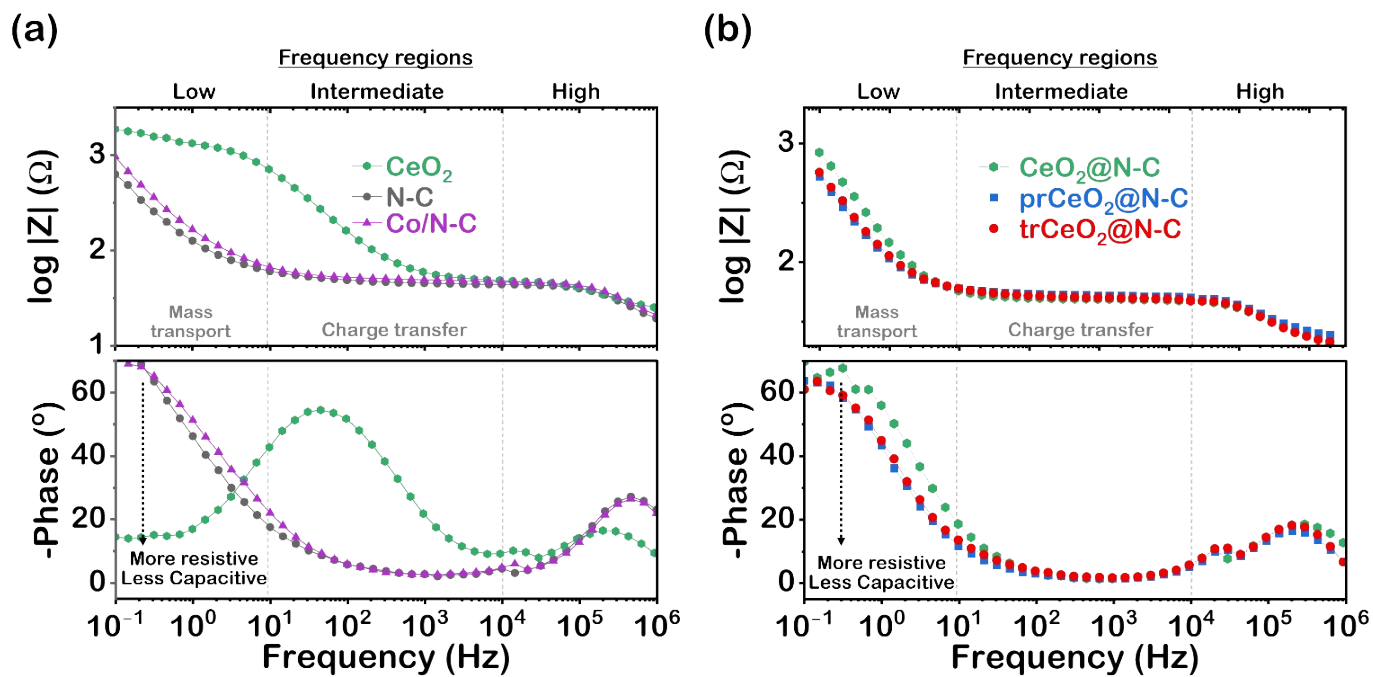 (a)
Frequency regions
Low Intermediate High
log |Z| (Ω)
3
2
1
CeO₂
N-C
Co/N-C
Mass
transport
Charge transfer
-Phase (º)
60
40
20
0
More resistive
Less Capacitive
10⁻¹ 10⁰ 10¹ 10² 10³ 10⁴ 10⁵ 10⁶
Frequency (Hz)
(b)
Frequency regions
Low Intermediate High
log |Z| (Ω)
3
2
CeO₂@N-C
prCeO₂@N-C
trCeO₂@N-C
Mass
transport
Charge transfer
-Phase (º)
60
40
20
0
More resistive
Less Capacitive
10⁻¹ 10⁰ 10¹ 10² 10³ 10⁴ 10⁵ 10⁶
Frequency (Hz)